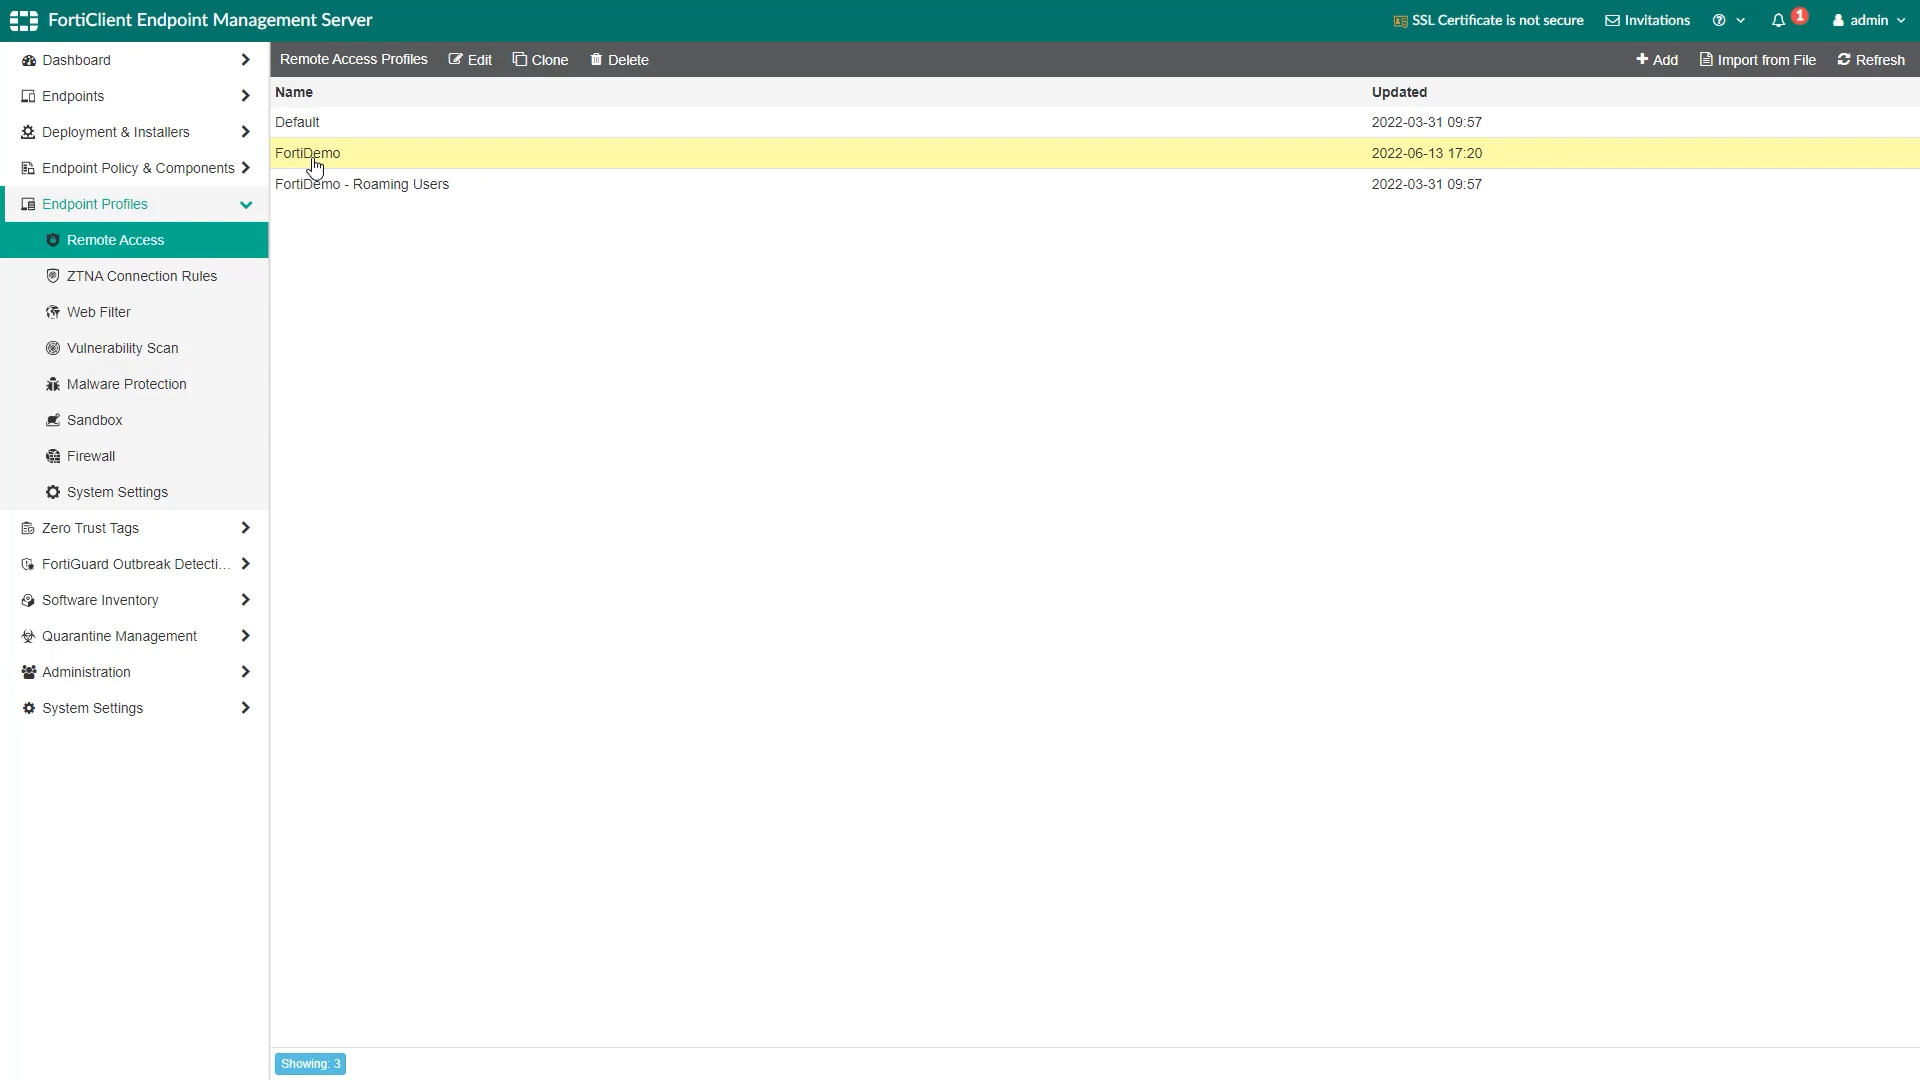 FortiClient Endpoint Management Server
SSL Certificate is not secure
Invitations
1
admin
Dashboard
Endpoints
Deployment & Installers
Endpoint Policy & Components
Endpoint Profiles
Remote Access
ZTNA Connection Rules
Web Filter
Vulnerability Scan
Malware Protection
Sandbox
Firewall
System Settings
Zero Trust Tags
FortiGuard Outbreak Detecti...
Software Inventory
Quarantine Management
Administration
System Settings
Remote Access Profiles Edit Clone Delete
Add Import from File Refresh
Name Updated
Default 2022-03-31 09:57
FortiDemo 2022-06-13 17:20
FortiDemo - Roaming Users 2022-03-31 09:57
Showing: 3